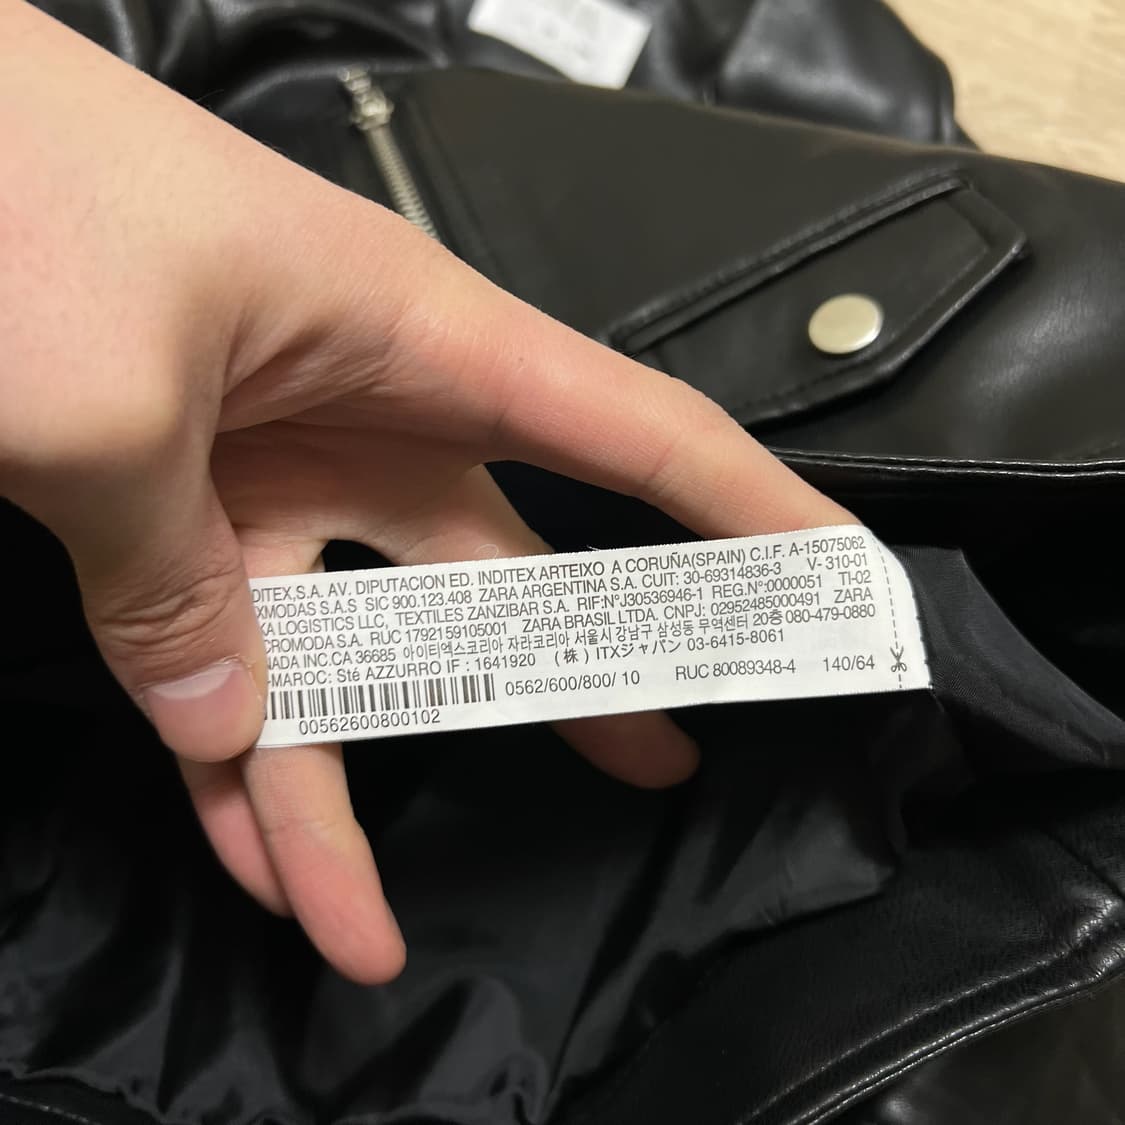 DITEX,S.A. AV. DIPUTACION ED. INDITEX ARTEIXO A CORUÑA(SPAIN) C.I.F. A-15075062
XMODAS S.A.S SIC 900.123.408 ZARA ARGENTINA S.A. CUIT: 30-69314836-3 V- 310-01
KA LOGISTICS LLC, TEXTILES ZANZIBAR S.A. RIF:NºJ30536946-1 REG.Nº:0000051 TI-02
CROMODA S.A. RUC 1792159105001 ZARA BRASIL LTDA. CNPJ: 02952485000491 ZARA
NADA INC.CA 36685 아이티엑스코리아 자라코리아 서울시 강남구 삼성동 무역센터 20층 080-479-0880
-MAROC: Sté AZZURRO IF : 1641920 (株) ITXジャパン 03-6415-8061
0562/600/800/ 10 RUC 80089348-4 140/64
00562600800102